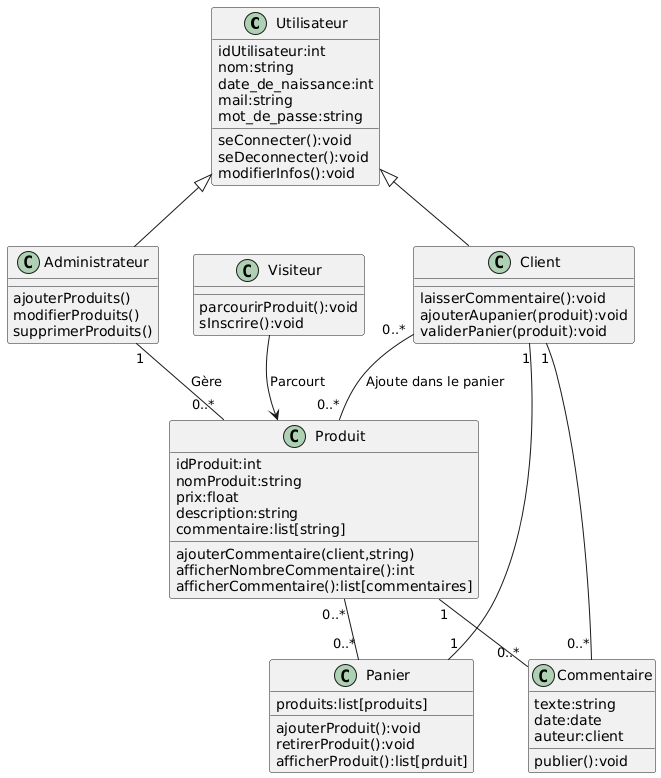 C Utilisateur
idUtilisateur:int
nom:string
date_de_naissance:int
mail:string
mot_de_passe:string
seConnecter():void
seDeconnecter():void
modifierInfos():void
C Administrateur
ajouterProduits()
modifierProduits()
supprimerProduits()
C Visiteur
parcourirProduit():void
sInscrire():void
C Client
laisserCommentaire():void
ajouterAupanier(produit):void
validerPanier(produit):void
1
Gère
0..*
Parcourt
0..*
Ajoute dans le panier
0..*
1
1
C Produit
idProduit:int
nomProduit:string
prix:float
description:string
commentaire:list[string]
ajouterCommentaire(client,string)
afficherNombreCommentaire():int
afficherCommentaire():list[commentaires]
0..*
0..*
1
1
0..*
0..*
C Panier
produits:list[produits]
ajouterProduit():void
retirerProduit():void
afficherProduit():list[prduit]
C Commentaire
texte:string
date:date
auteur:client
publier():void